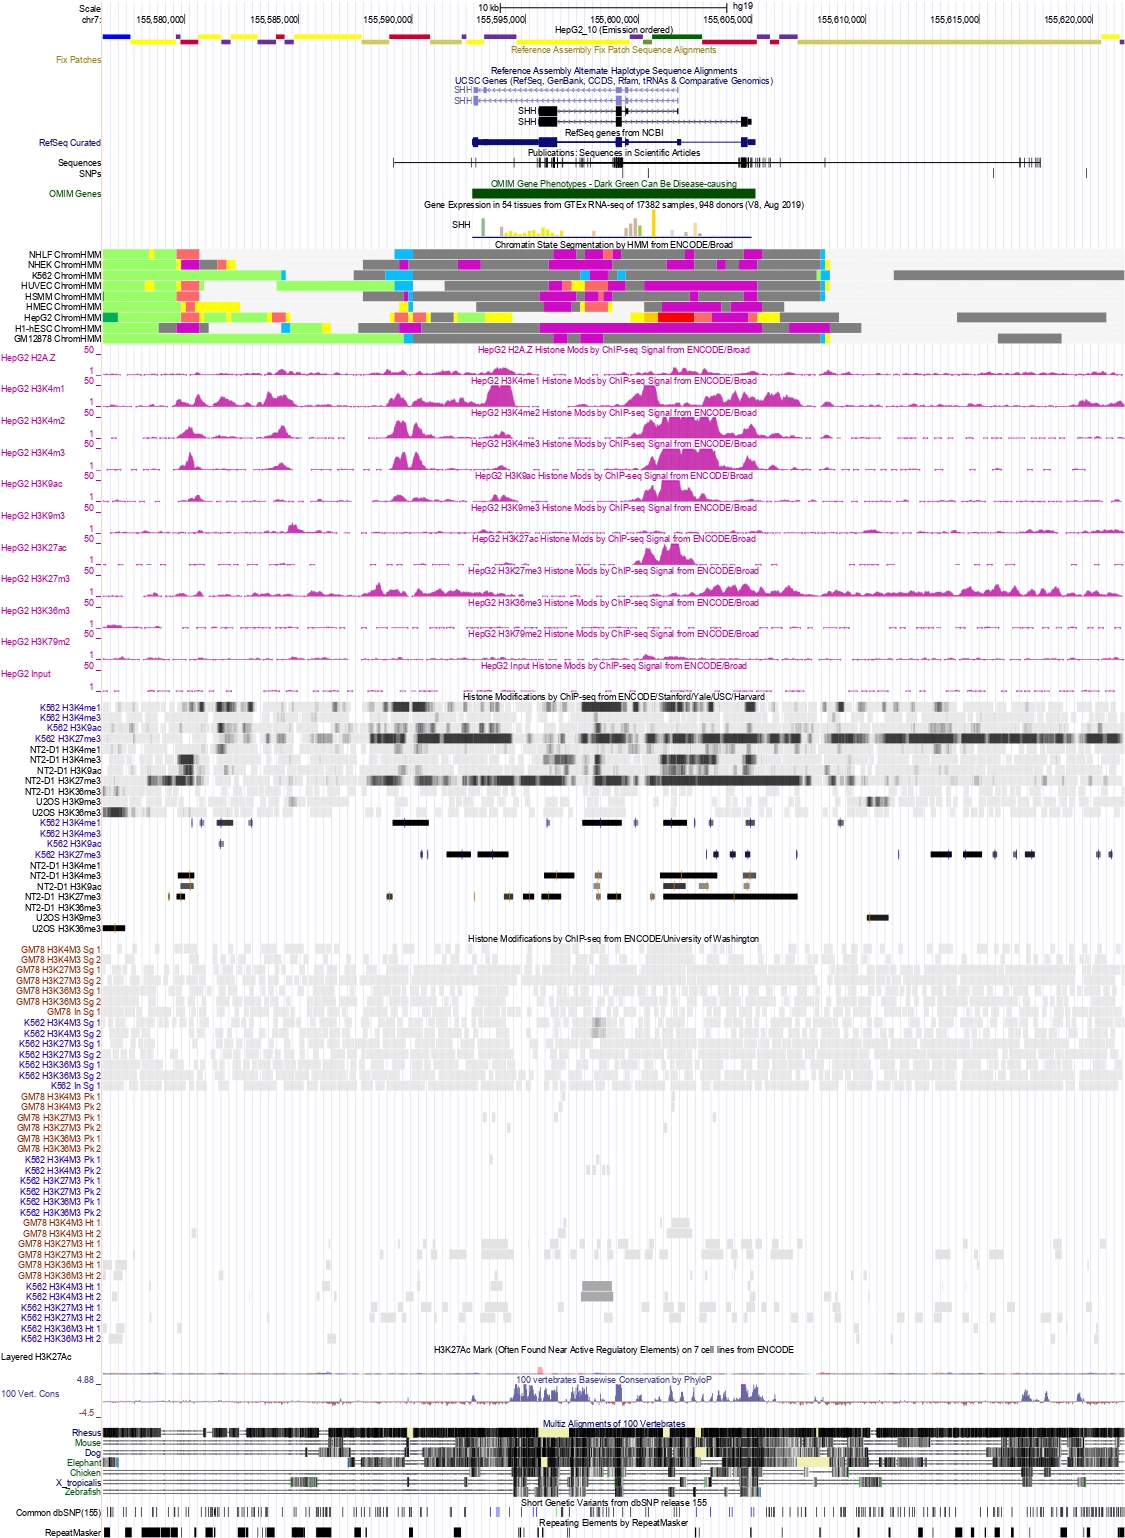 Scale 10 kb hg19
chr7: 155,580,000 155,585,000 155,590,000 155,595,000 155,600,000 155,605,000 155,610,000 155,615,000 155,620,000
HepG2_10 (Emission ordered)
Reference Assembly Fix Patch Sequence Alignments
Fix Patches
Reference Assembly Alternate Haplotype Sequence Alignments
UCSC Genes (RefSeq, GenBank, CCDS, Rfam, tRNAs & Comparative Genomics)
SHH
SHH
SHH
SHH
RefSeq genes from NCBI
RefSeq Curated
Publications: Sequences in Scientific Articles
Sequences
SNPs
OMIM Gene Phenotypes - Dark Green Can Be Disease-causing
OMIM Genes
Gene Expression in 54 tissues from GTEx RNA-seq of 17382 samples, 948 donors (V8, Aug 2019)
SHH
Chromatin State Segmentation by HMM from ENCODE/Broad
NHLF ChromHMM
NHEK ChromHMM
K562 ChromHMM
HUVEC ChromHMM
HSMM ChromHMM
HMEC ChromHMM
HepG2 ChromHMM
H1-hESC ChromHMM
GM12878 ChromHMM
50
HepG2 H2A.Z Histone Mods by ChIP-seq Signal from ENCODE/Broad
HepG2 H2A.Z
1
50
HepG2 H3K4me1 Histone Mods by ChIP-seq Signal from ENCODE/Broad
HepG2 H3K4m1
1
50
HepG2 H3K4me2 Histone Mods by ChIP-seq Signal from ENCODE/Broad
HepG2 H3K4m2
1
50
HepG2 H3K4me3 Histone Mods by ChIP-seq Signal from ENCODE/Broad
HepG2 H3K4m3
1
50
HepG2 H3K9ac Histone Mods by ChIP-seq Signal from ENCODE/Broad
HepG2 H3K9ac
1
50
HepG2 H3K9me3 Histone Mods by ChIP-seq Signal from ENCODE/Broad
HepG2 H3K9m3
1
50
HepG2 H3K27ac Histone Mods by ChIP-seq Signal from ENCODE/Broad
HepG2 H3K27ac
1
50
HepG2 H3K27me3 Histone Mods by ChIP-seq Signal from ENCODE/Broad
HepG2 H3K27m3
1
50
HepG2 H3K36me3 Histone Mods by ChIP-seq Signal from ENCODE/Broad
HepG2 H3K36m3
1
50
HepG2 H3K79me2 Histone Mods by ChIP-seq Signal from ENCODE/Broad
HepG2 H3K79m2
1
50
HepG2 Input Histone Mods by ChIP-seq Signal from ENCODE/Broad
HepG2 Input
1
Histone Modifications by ChIP-seq from ENCODE/Stanford/Yale/USC/Harvard
K562 H3K4me1
K562 H3K4me3
K562 H3K9ac
K562 H3K27me3
NT2-D1 H3K4me1
NT2-D1 H3K4me3
NT2-D1 H3K9ac
NT2-D1 H3K27me3
NT2-D1 H3K36me3
U2OS H3K9me3
U2OS H3K36me3
K562 H3K4me1
K562 H3K4me3
K562 H3K9ac
K562 H3K27me3
NT2-D1 H3K4me1
NT2-D1 H3K4me3
NT2-D1 H3K9ac
NT2-D1 H3K27me3
NT2-D1 H3K36me3
U2OS H3K9me3
U2OS H3K36me3
Histone Modifications by ChIP-seq from ENCODE/University of Washington
GM78 H3K4M3 Sg 1
GM78 H3K4M3 Sg 2
GM78 H3K27M3 Sg 1
GM78 H3K27M3 Sg 2
GM78 H3K36M3 Sg 1
GM78 H3K36M3 Sg 2
GM78 In Sg 1
K562 H3K4M3 Sg 1
K562 H3K4M3 Sg 2
K562 H3K27M3 Sg 1
K562 H3K27M3 Sg 2
K562 H3K36M3 Sg 1
K562 H3K36M3 Sg 2
K562 In Sg 1
GM78 H3K4M3 Pk 1
GM78 H3K4M3 Pk 2
GM78 H3K27M3 Pk 1
GM78 H3K27M3 Pk 2
GM78 H3K36M3 Pk 1
GM78 H3K36M3 Pk 2
K562 H3K4M3 Pk 1
K562 H3K4M3 Pk 2
K562 H3K27M3 Pk 1
K562 H3K27M3 Pk 2
K562 H3K36M3 Pk 1
K562 H3K36M3 Pk 2
GM78 H3K4M3 Ht 1
GM78 H3K4M3 Ht 2
GM78 H3K27M3 Ht 1
GM78 H3K27M3 Ht 2
GM78 H3K36M3 Ht 1
GM78 H3K36M3 Ht 2
K562 H3K4M3 Ht 1
K562 H3K4M3 Ht 2
K562 H3K27M3 Ht 1
K562 H3K27M3 Ht 2
K562 H3K36M3 Ht 1
K562 H3K36M3 Ht 2
H3K27Ac Mark (Often Found Near Active Regulatory Elements) on 7 cell lines from ENCODE
Layered H3K27Ac
4.88
100 vertebrates Basewise Conservation by PhyloP
100 Vert. Cons
-4.5
Multiz Alignments of 100 Vertebrates
Rhesus
Mouse
Dog
Elephant
Chicken
X_tropicalis
Zebrafish
Short Genetic Variants from dbSNP release 155
Common dbSNP(155)
Repeating Elements by RepeatMasker
RepeatMasker